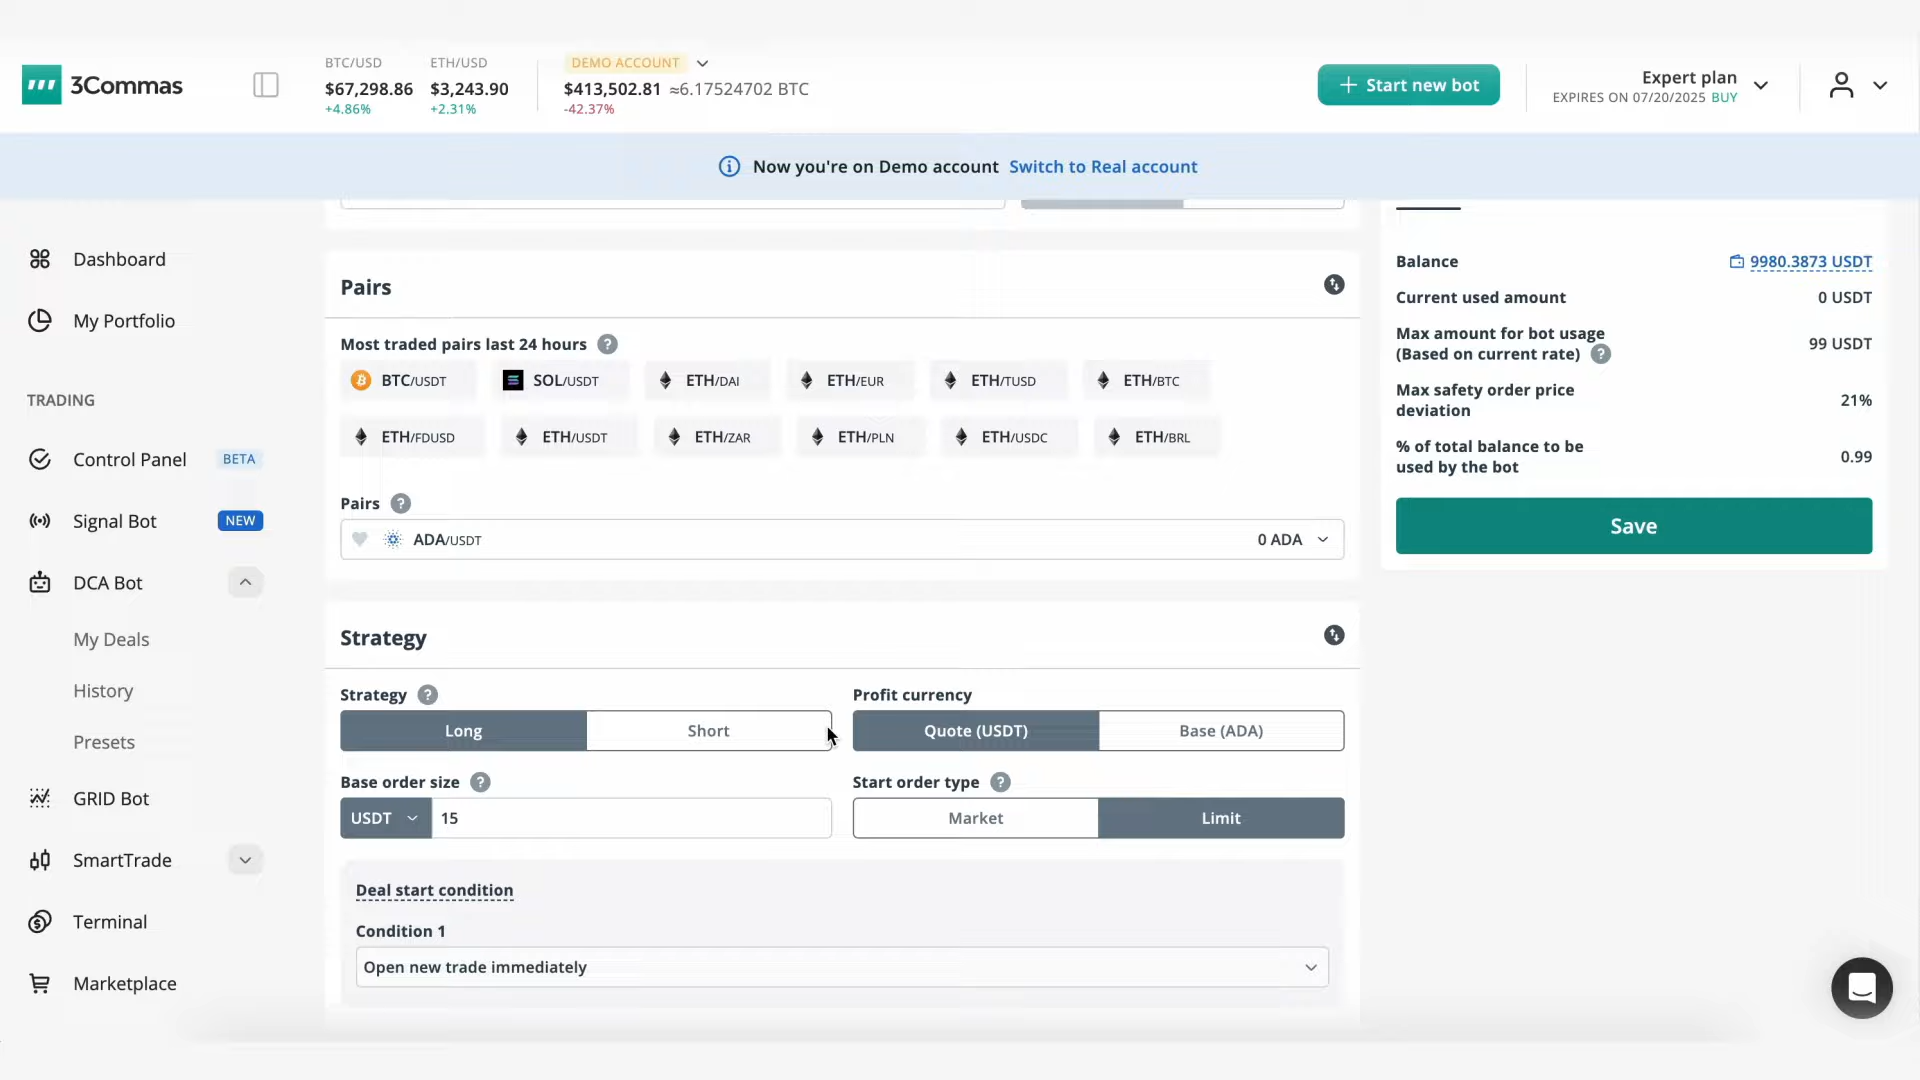 3Commas
BTC/USD
$67,298.86
+4.86%
ETH/USD
$3,243.90
+2.31%
DEMO ACCOUNT
$413,502.81 ≈6.17524702 BTC
-42.37%
+ Start new bot
Expert plan
EXPIRES ON 07/20/2025 BUY
Now you're on Demo account Switch to Real account
Dashboard
My Portfolio
TRADING
Control Panel BETA
Signal Bot NEW
DCA Bot
My Deals
History
Presets
GRID Bot
SmartTrade
Terminal
Marketplace
Pairs
Most traded pairs last 24 hours ?
BTC/USDT SOL/USDT ETH/DAI ETH/EUR ETH/TUSD ETH/BTC
ETH/FDUSD ETH/USDT ETH/ZAR ETH/PLN ETH/USDC ETH/BRL
Pairs ?
ADA/USDT 0 ADA
Strategy
Strategy ?
Long Short
Profit currency
Quote (USDT) Base (ADA)
Base order size ?
USDT 15
Start order type ?
Market Limit
Deal start condition
Condition 1
Open new trade immediately
Balance 9980.3873 USDT
Current used amount 0 USDT
Max amount for bot usage
(Based on current rate) ? 99 USDT
Max safety order price
deviation 21%
% of total balance to be
used by the bot 0.99
Save